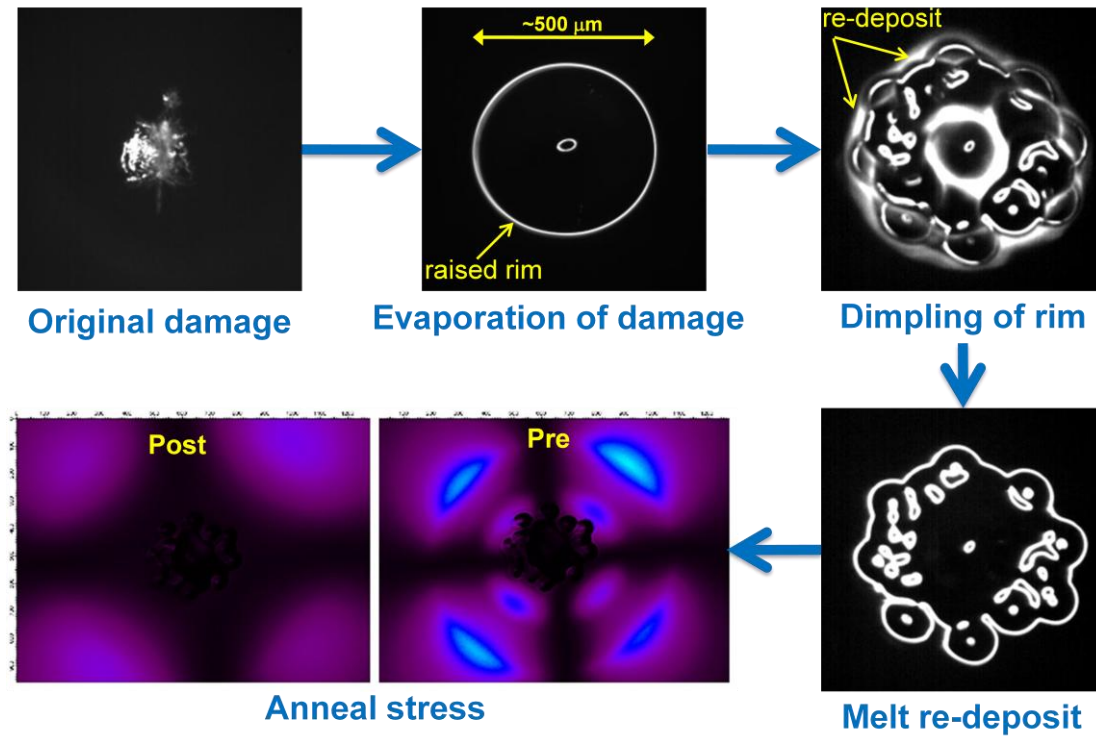 ~500 μm
re-deposit
raised rim
Original damage
Evaporation of damage
Dimpling of rim
Post
Pre
Anneal stress
Melt re-deposit